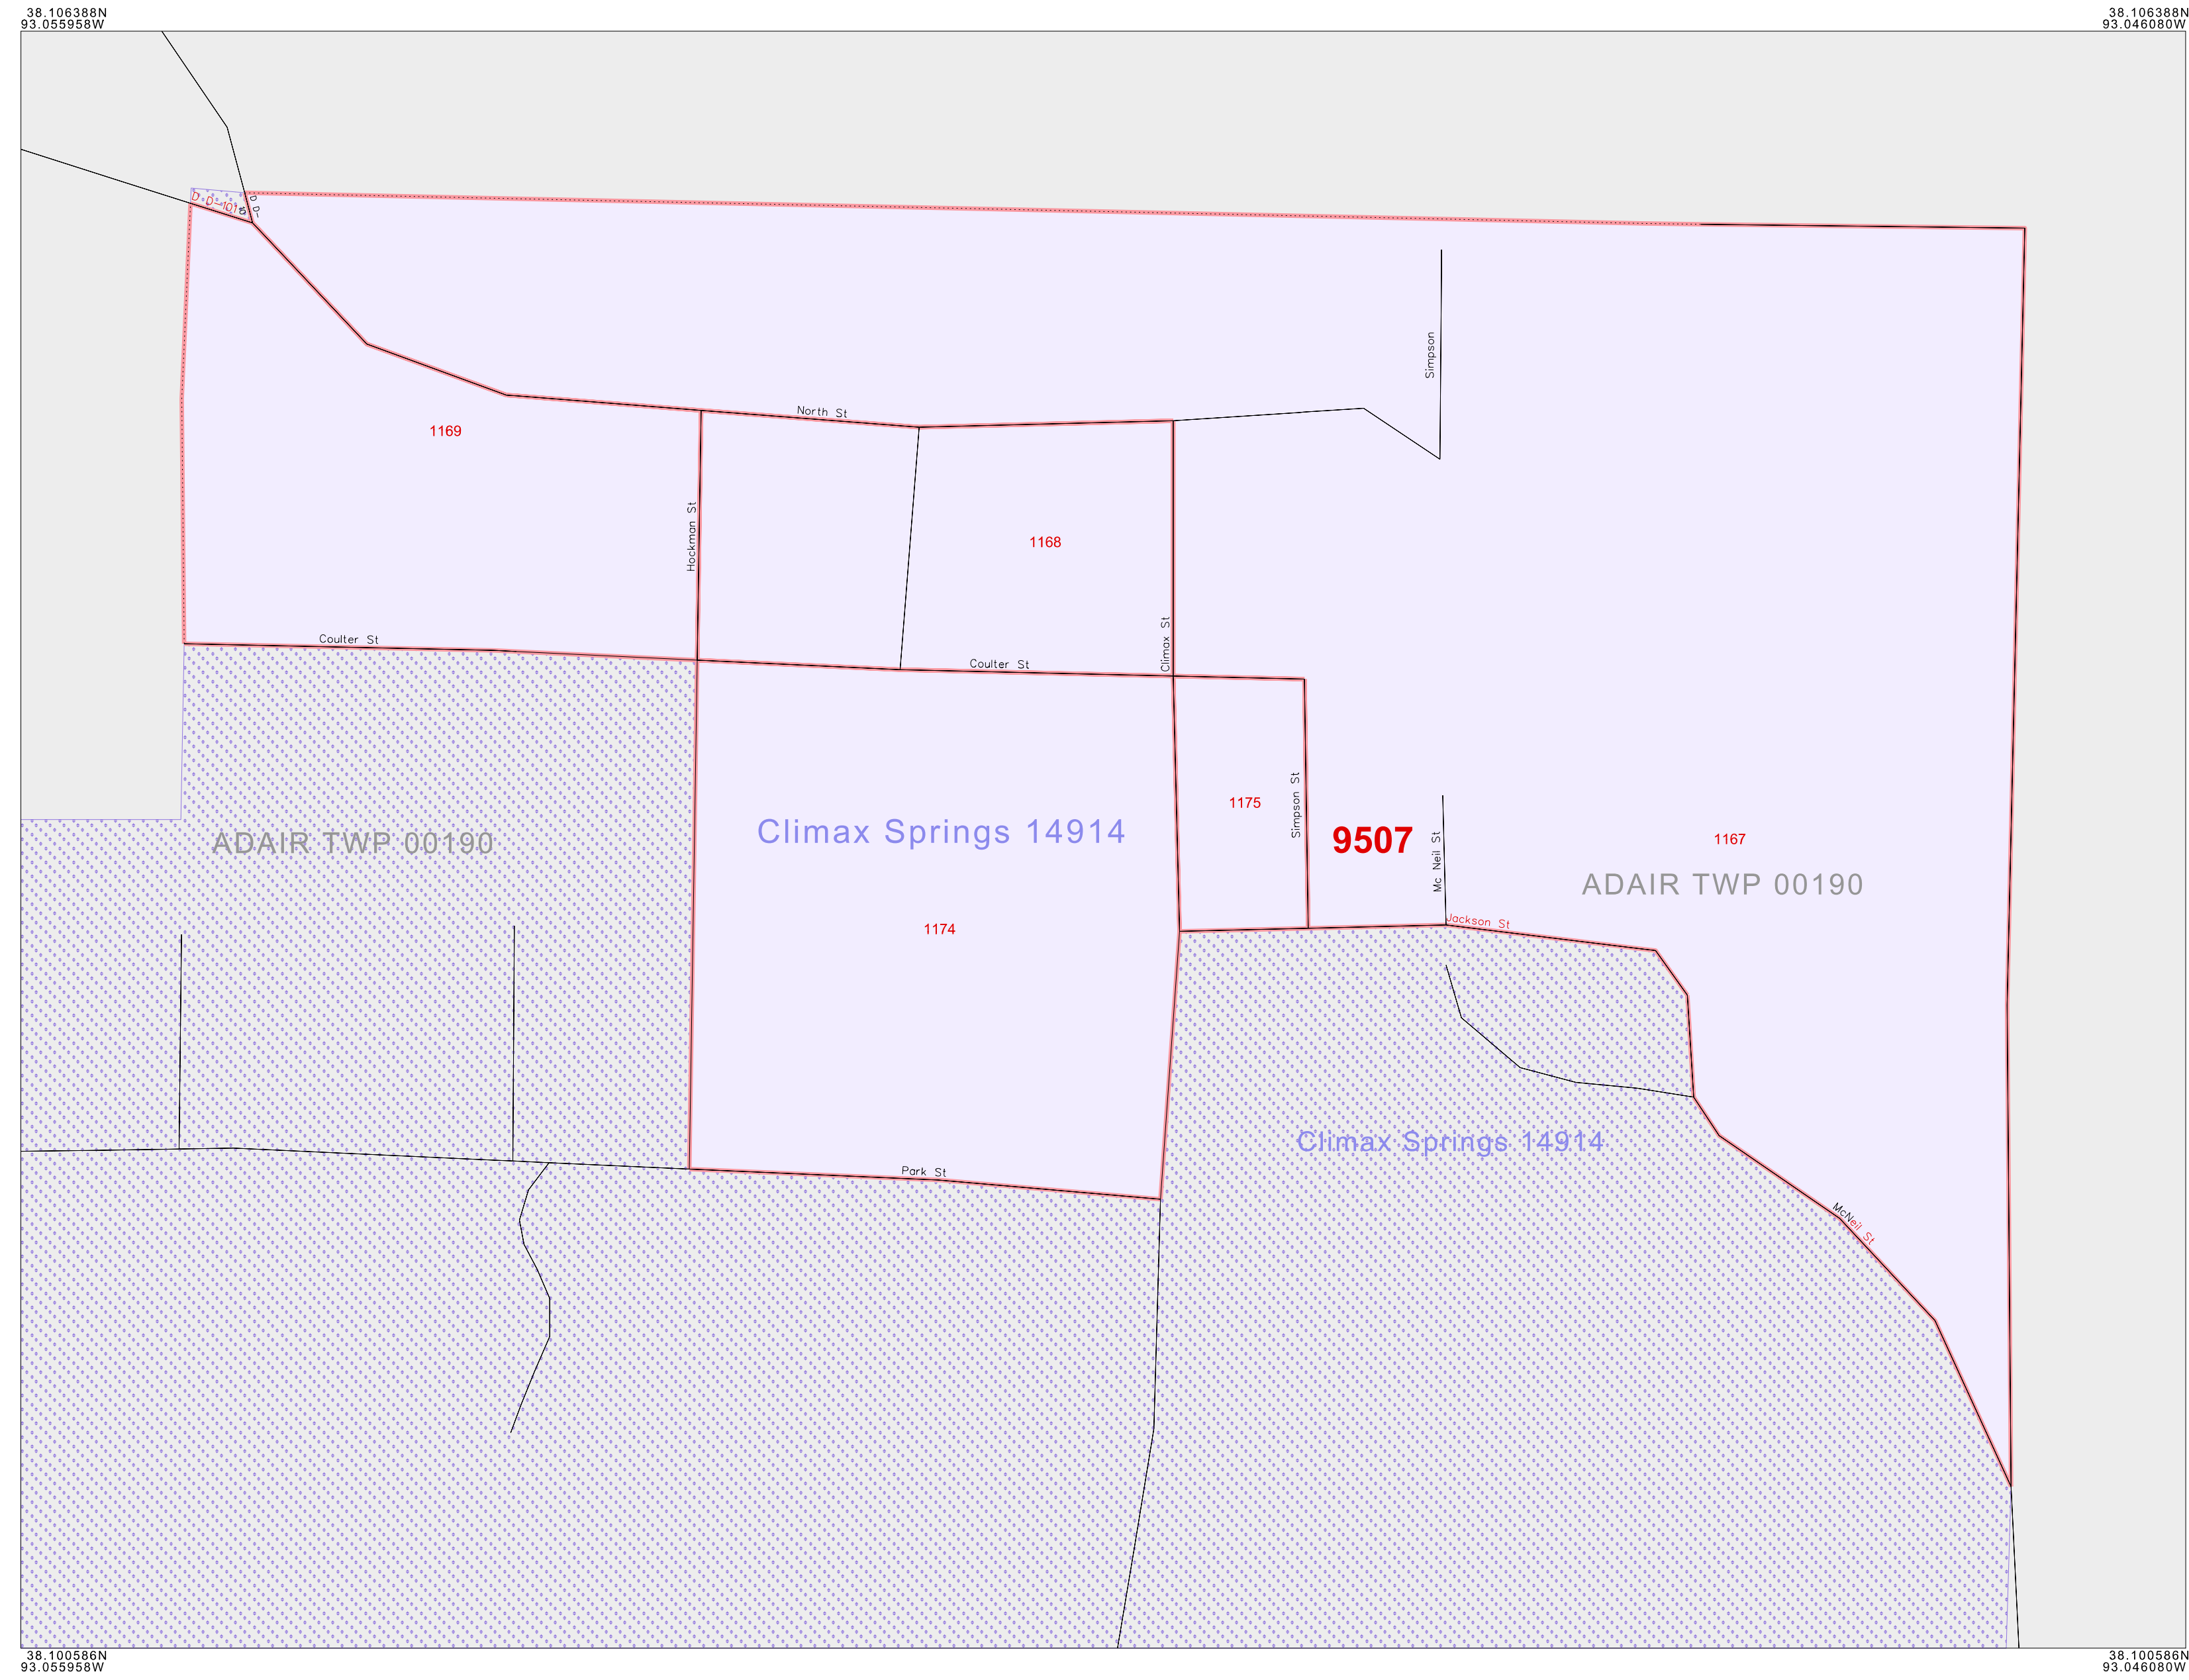 38.106388N
93.055958W
38.106388N
93.046080W
D D-101
D D-
Simpson
North St
1169
Hockman St
1168
Climax St
Coulter St
Coulter St
Simpson St
1175
Climax Springs 14914
9507
Mc Neil St
1167
ADAIR TWP 00190
ADAIR TWP 00190
Jackson St
1174
Climax Springs 14914
Park St
McNeil St
38.100586N
93.055958W
38.100586N
93.046080W